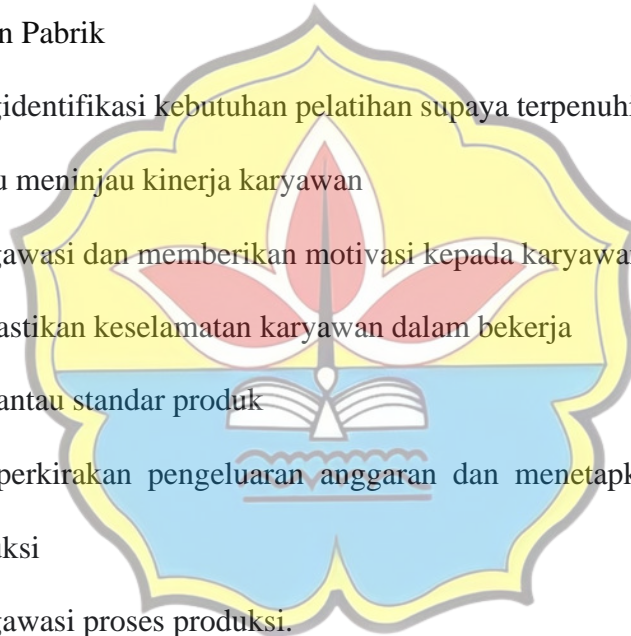 n Pabrik
gidentifikasi kebutuhan pelatihan supaya terpenuhi
u meninjau kinerja karyawan
gawasi dan memberikan motivasi kepada karyawan
astikan keselamatan karyawan dalam bekerja
antau standar produk
perkirakan pengeluaran anggaran dan menetapk
uksi
gawasi proses produksi.